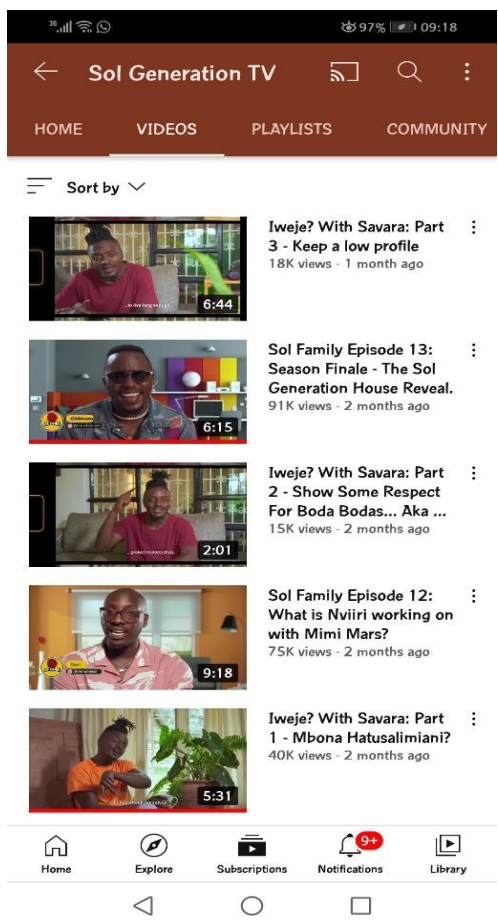 36 97% 09:18
Sol Generation TV
HOME VIDEOS PLAYLISTS COMMUNITY
Sort by
Iweje? With Savara: Part
3 - Keep a low profile
18K views · 1 month ago
...to live long enough...
6:44
Sol Family Episode 13:
Season Finale - The Sol
Generation House Reveal.
91K views · 2 months ago
6:15
Iweje? With Savara: Part
2 - Show Some Respect
For Boda Bodas... Aka ...
15K views · 2 months ago
2:01
Sol Family Episode 12:
What is Nviiri working on
with Mimi Mars?
75K views · 2 months ago
9:18
Iweje? With Savara: Part
1 - Mbona Hatusalimiani?
40K views · 2 months ago
5:31
9+
Home Explore Subscriptions Notifications Library